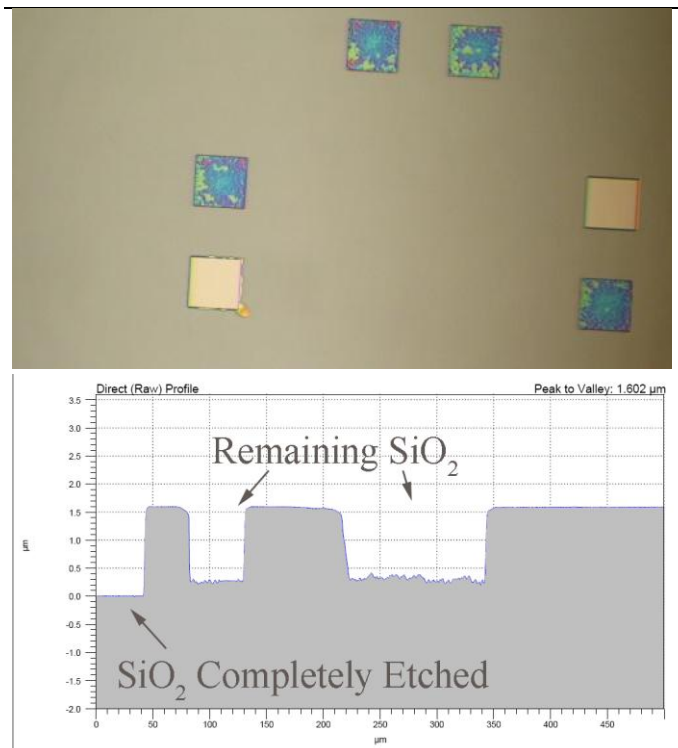 Direct (Raw) Profile Peak to Valley: 1.602 µm
3.5
3.0
2.5
2.0
1.5
1.0
0.5
0.0
-0.5
-1.0
-1.5
-2.0
µm
Remaining SiO₂
SiO₂ Completely Etched
0 50 100 150 200 250 300 350 400 450
µm